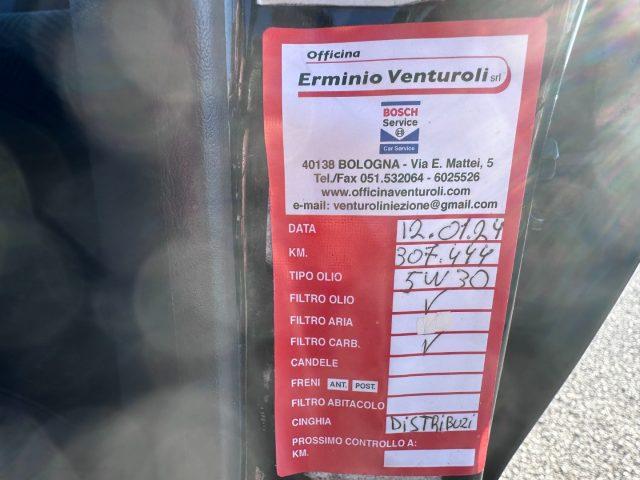 Officina
Erminio Venturoli srl
BOSCH
Service
Car Service
40138 BOLOGNA - Via E. Mattei, 5
Tel./Fax 051.532064 - 6025526
www.officinaventuroli.com
e-mail: venturoliniezione@gmail.com
DATA 12.01.24
KM. 307.444
TIPO OLIO 5W30
FILTRO OLIO ✓
FILTRO ARIA
FILTRO CARB. ✓
CANDELE
FRENI ANT. POST.
FILTRO ABITACOLO
CINGHIA DISTRIBUZI
PROSSIMO CONTROLLO A:
KM.